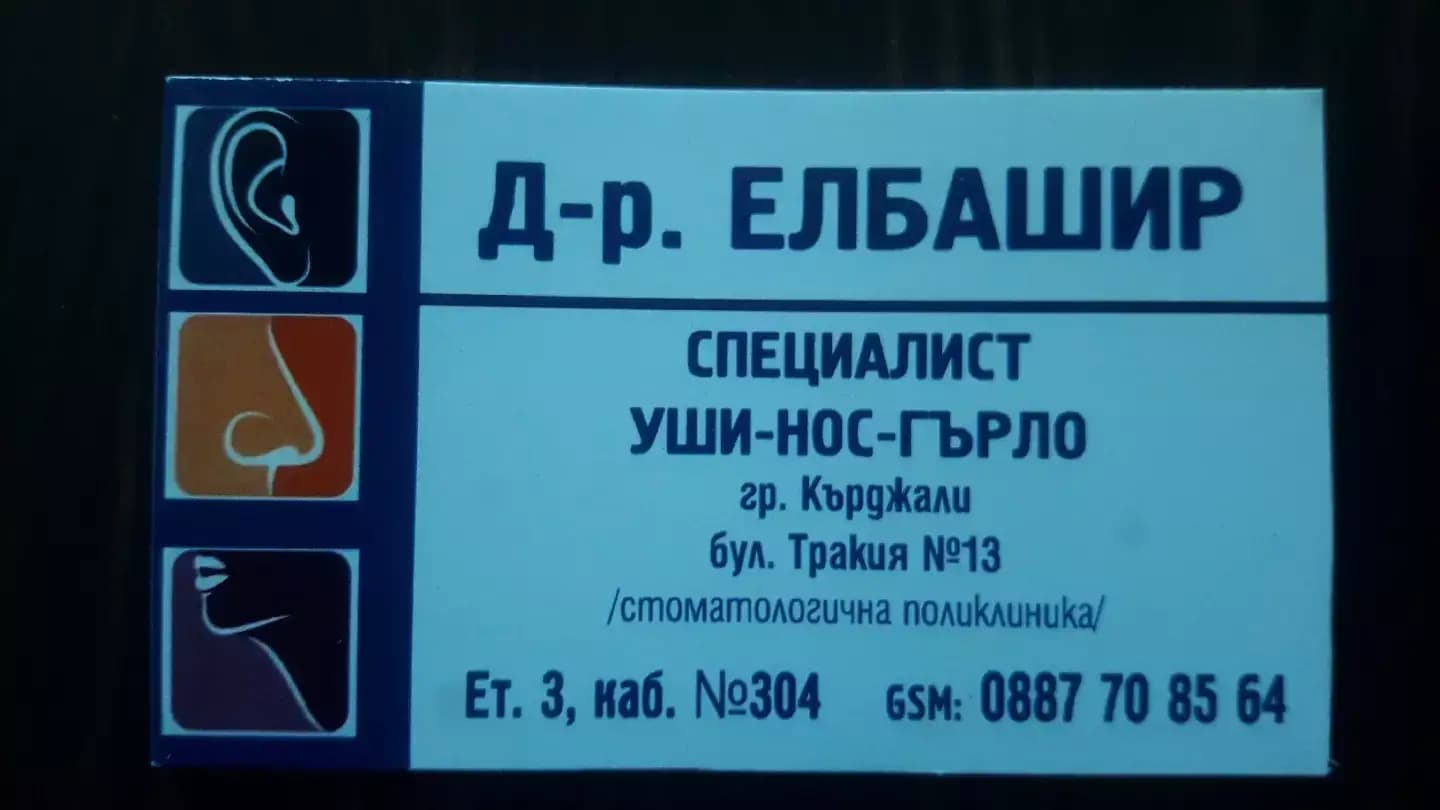 Д-р. ЕЛБАШИР
СПЕЦИАЛИСТ
УШИ-НОС-ГЪРЛО
гр. Кърджали
бул. Тракия №13
/стоматологична поликлиника/
Ет. 3, каб. №304 GSM: 0887 70 85 64